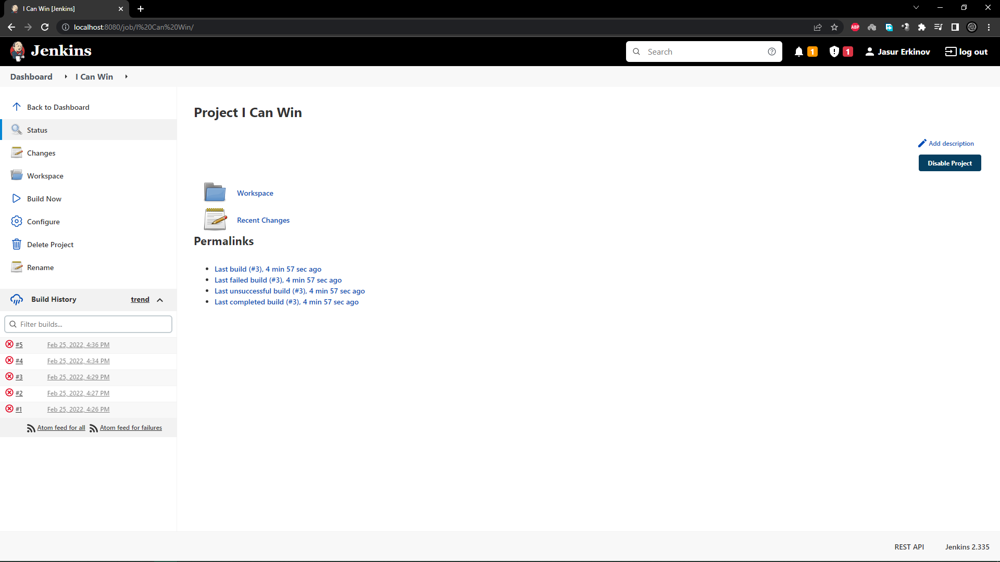 I Can Win [Jenkins]
localhost:8080/job/I%20Can%20Win/
ABP
Jenkins
Search
1
1
Jasur Erkinov
log out
Dashboard
I Can Win
Back to Dashboard
Status
Changes
Workspace
Build Now
Configure
Delete Project
Rename
Build History
trend
Filter builds...
#5 Feb 25, 2022, 4:36 PM
#4 Feb 25, 2022, 4:34 PM
#3 Feb 25, 2022, 4:29 PM
#2 Feb 25, 2022, 4:27 PM
#1 Feb 25, 2022, 4:26 PM
Atom feed for all Atom feed for failures
Project I Can Win
Add description
Disable Project
Workspace
Recent Changes
Permalinks
Last build (#3), 4 min 57 sec ago
Last failed build (#3), 4 min 57 sec ago
Last unsuccessful build (#3), 4 min 57 sec ago
Last completed build (#3), 4 min 57 sec ago
REST API
Jenkins 2.335